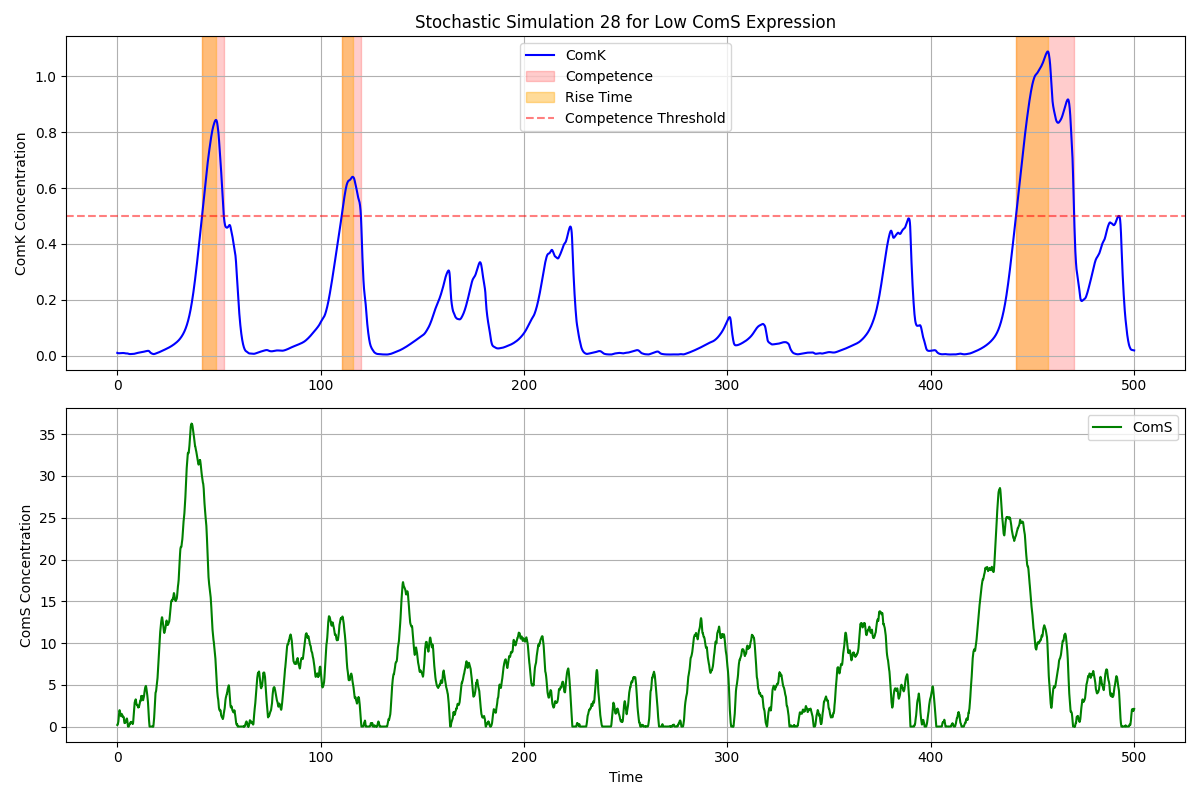 Stochastic Simulation 28 for Low ComS Expression
ComK Concentration
1.0
0.8
0.6
0.4
0.2
0.0
ComK
Competence
Rise Time
Competence Threshold
0 100 200 300 400 500
ComS Concentration
35
30
25
20
15
10
5
0
ComS
0 100 200 300 400 500
Time